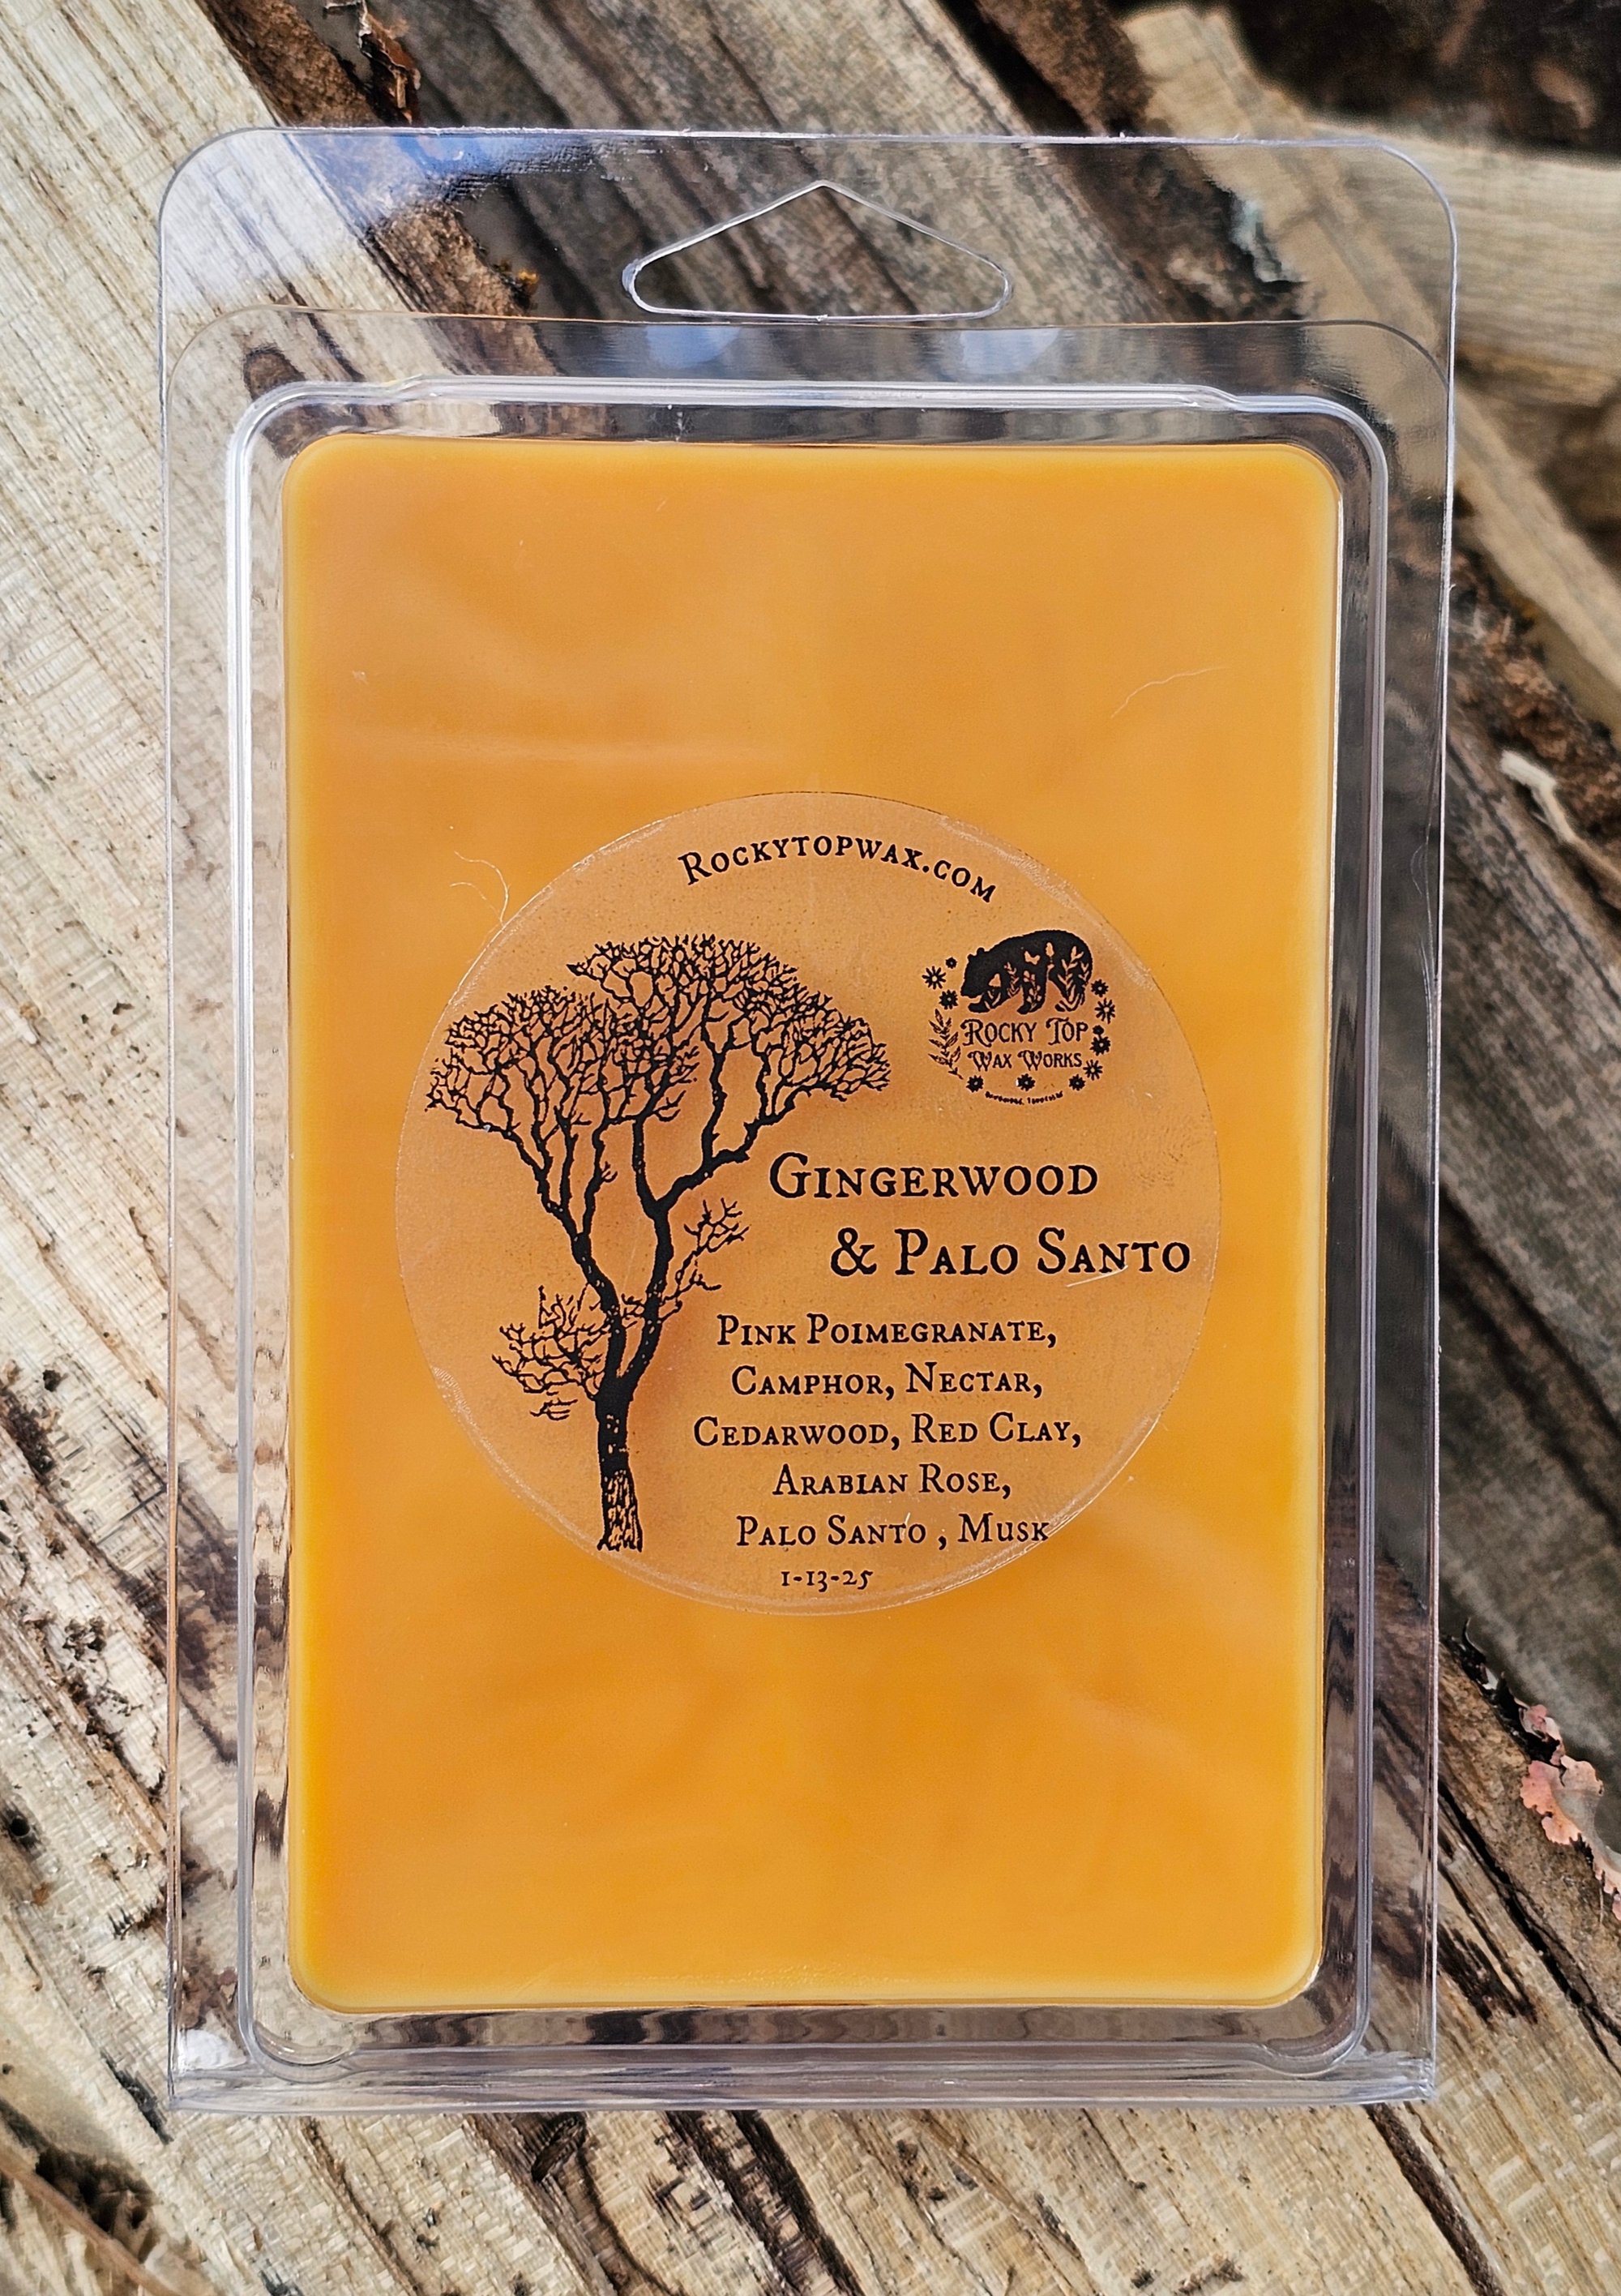 Rockytopwax.com
Rocky Top
Wax Works
Gingerwood
& Palo Santo
Pink Poimegranate,
Camphor, Nectar,
Cedarwood, Red Clay,
Arabian Rose,
Palo Santo , Musk
1-13-25